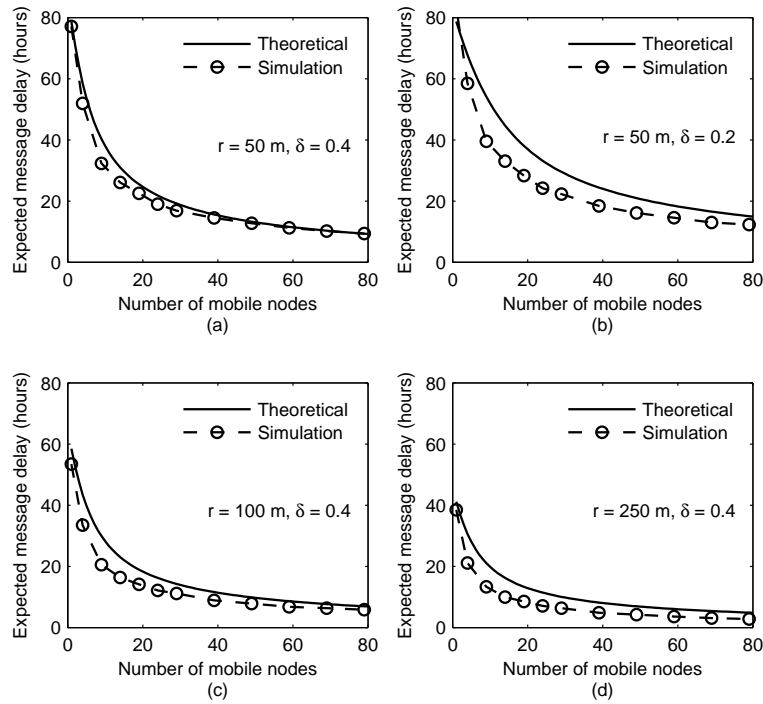 80
60
40
20
0
Expected message delay (hours)
Theoretical
Simulation
r = 50 m, δ = 0.4
0 20 40 60 80
Number of mobile nodes
(a)
80
60
40
20
0
Expected message delay (hours)
Theoretical
Simulation
r = 50 m, δ = 0.2
0 20 40 60 80
Number of mobile nodes
(b)
80
60
40
20
0
Expected message delay (hours)
Theoretical
Simulation
r = 100 m, δ = 0.4
0 20 40 60 80
Number of mobile nodes
(c)
80
60
40
20
0
Expected message delay (hours)
Theoretical
Simulation
r = 250 m, δ = 0.4
0 20 40 60 80
Number of mobile nodes
(d)